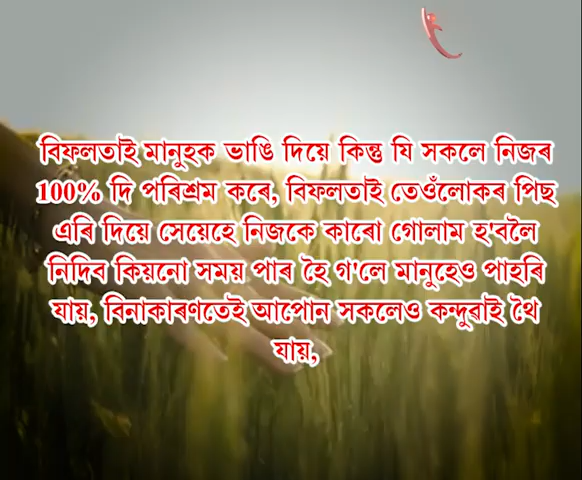 বিফলতাই মানুহক ভাঙি দিয়ে কিন্তু যি সকলে নিজৰ
100% দি পৰিশ্ৰম কৰে, বিফলতাই তেওঁলোকৰ পিছ
এৰি দিয়ে সেয়েহে নিজকে কাৰো গোলাম হ'বলৈ
নিদিব কিয়নো সময় পাৰ হৈ গ'লে মানুহেও পাহৰি
যায়, বিনাকাৰণতেই আপোন সকলেও কন্দুৱাই থৈ
যায়,